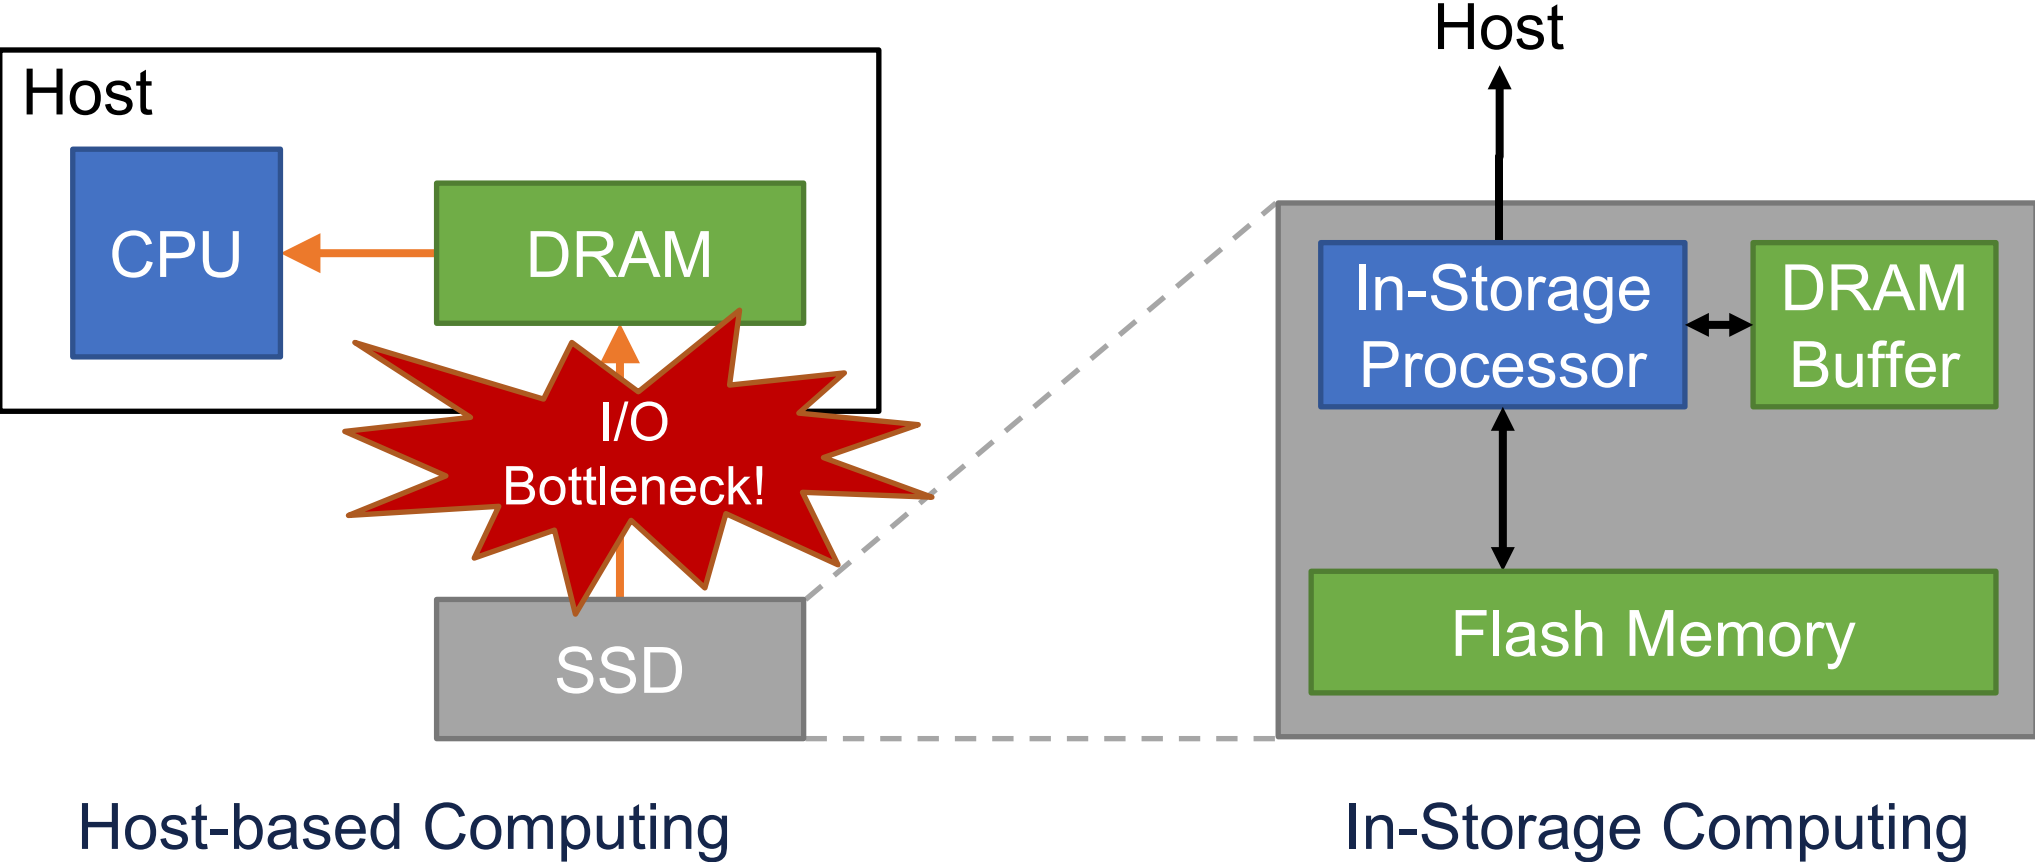 Host
CPU
DRAM
I/O
Bottleneck!
SSD
Host-based Computing
Host
In-Storage
Processor
DRAM
Buffer
Flash Memory
In-Storage Computing